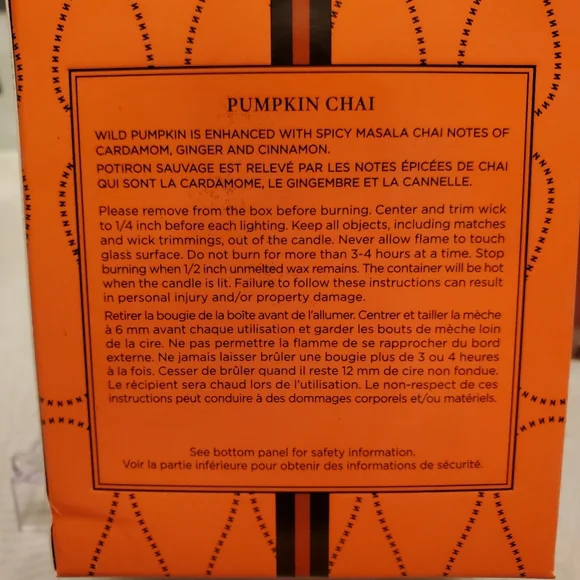 PUMPKIN CHAI
WILD PUMPKIN IS ENHANCED WITH SPICY MASALA CHAI NOTES OF
CARDAMOM, GINGER AND CINNAMON.
POTIRON SAUVAGE EST RELEVÉ PAR LES NOTES ÉPICÉES DE CHAI
QUI SONT LA CARDAMOME, LE GINGEMBRE ET LA CANNELLE.
Please remove from the box before burning. Center and trim wick
to 1/4 inch before each lighting. Keep all objects, including matches
and wick trimmings, out of the candle. Never allow flame to touch
glass surface. Do not burn for more than 3-4 hours at a time. Stop
burning when 1/2 inch unmelted wax remains. The container will be hot
when the candle is lit. Failure to follow these instructions can result
in personal injury and/or property damage.
Retirer la bougie de la boîte avant de l'allumer. Centrer et tailler la mèche
à 6 mm avant chaque utilisation et garder les bouts de mèche loin
de la cire. Ne pas permettre la flamme de se rapprocher du bord
externe. Ne jamais laisser brûler une bougie plus de 3 ou 4 heures
à la fois. Cesser de brûler quand il reste 12 mm de cire non fondue.
Le récipient sera chaud lors de l'utilisation. Le non-respect de ces
instructions peut conduire à des dommages corporels et/ou matériels.
See bottom panel for safety information.
Voir la partie inférieure pour obtenir des informations de sécurité.